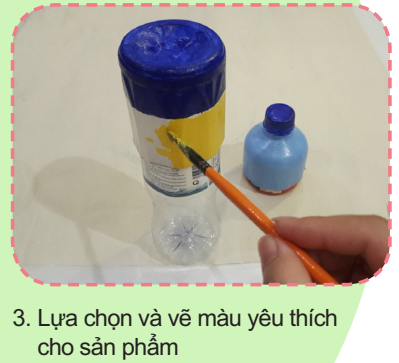 3. Lựa chọn và vẽ màu yêu thích
cho sản phẩm